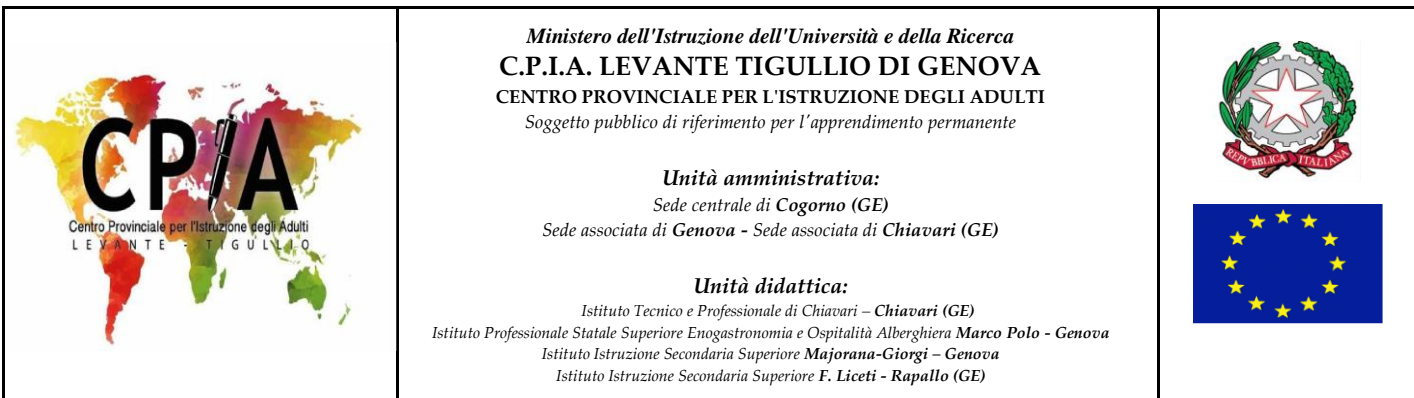 CPIA
Centro Provinciale per l'Istruzione degli Adulti
LEVANTE - TIGULLIO
Ministero dell'Istruzione dell'Università e della Ricerca
C.P.I.A. LEVANTE TIGULLIO DI GENOVA
CENTRO PROVINCIALE PER L'ISTRUZIONE DEGLI ADULTI
Soggetto pubblico di riferimento per l'apprendimento permanente
Unità amministrativa:
Sede centrale di Cogorno (GE)
Sede associata di Genova - Sede associata di Chiavari (GE)
Unità didattica:
Istituto Tecnico e Professionale di Chiavari – Chiavari (GE)
Istituto Professionale Statale Superiore Enogastronomia e Ospitalità Alberghiera Marco Polo - Genova
Istituto Istruzione Secondaria Superiore Majorana-Giorgi – Genova
Istituto Istruzione Secondaria Superiore F. Liceti - Rapallo (GE)
REPVBBLICA ITALIANA